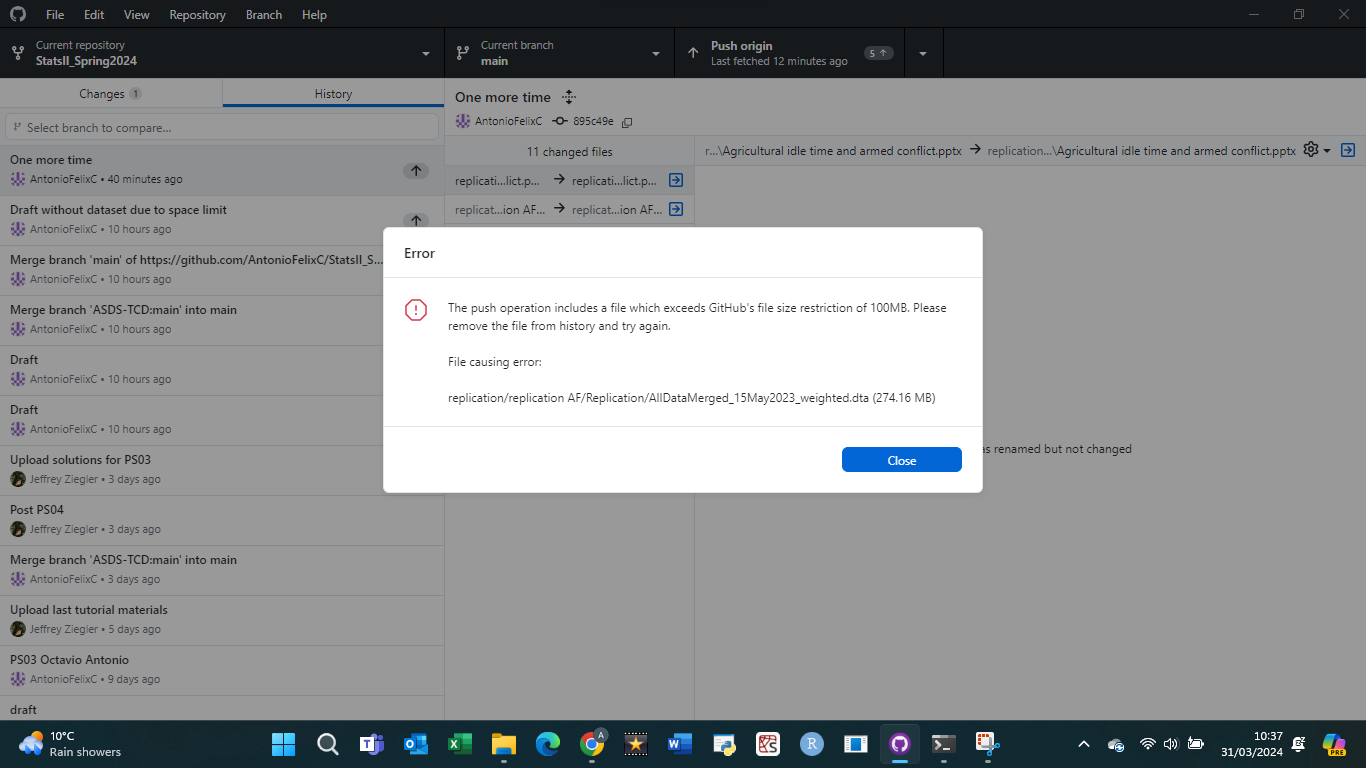 File Edit View Repository Branch Help
Current repository
StatsII_Spring2024
Current branch
main
Push origin
Last fetched 12 minutes ago
5
Changes 1
History
Select branch to compare...
One more time
AntonioFelixC • 40 minutes ago
Draft without dataset due to space limit
AntonioFelixC • 10 hours ago
Merge branch 'main' of https://github.com/AntonioFelixC/StatsII_S...
AntonioFelixC • 10 hours ago
Merge branch 'ASDS-TCD:main' into main
AntonioFelixC • 10 hours ago
Draft
AntonioFelixC • 10 hours ago
Draft
AntonioFelixC • 10 hours ago
Upload solutions for PS03
Jeffrey Ziegler • 3 days ago
Post PS04
Jeffrey Ziegler • 3 days ago
Merge branch 'ASDS-TCD:main' into main
AntonioFelixC • 3 days ago
Upload last tutorial materials
Jeffrey Ziegler • 5 days ago
PS03 Octavio Antonio
AntonioFelixC • 9 days ago
draft
One more time
AntonioFelixC 895c49e
11 changed files
replicati...lict.p... → replicati...lict.p...
replicat...ion AF... → replicat...ion AF...
r...\Agricultural idle time and armed conflict.pptx → replication...\Agricultural idle time and armed conflict.pptx
as renamed but not changed
Error
The push operation includes a file which exceeds GitHub's file size restriction of 100MB. Please
remove the file from history and try again.
File causing error:
replication/replication AF/Replication/AllDataMerged_15May2023_weighted.dta (274.16 MB)
Close
10°C
Rain showers
10:37
31/03/2024
PRE